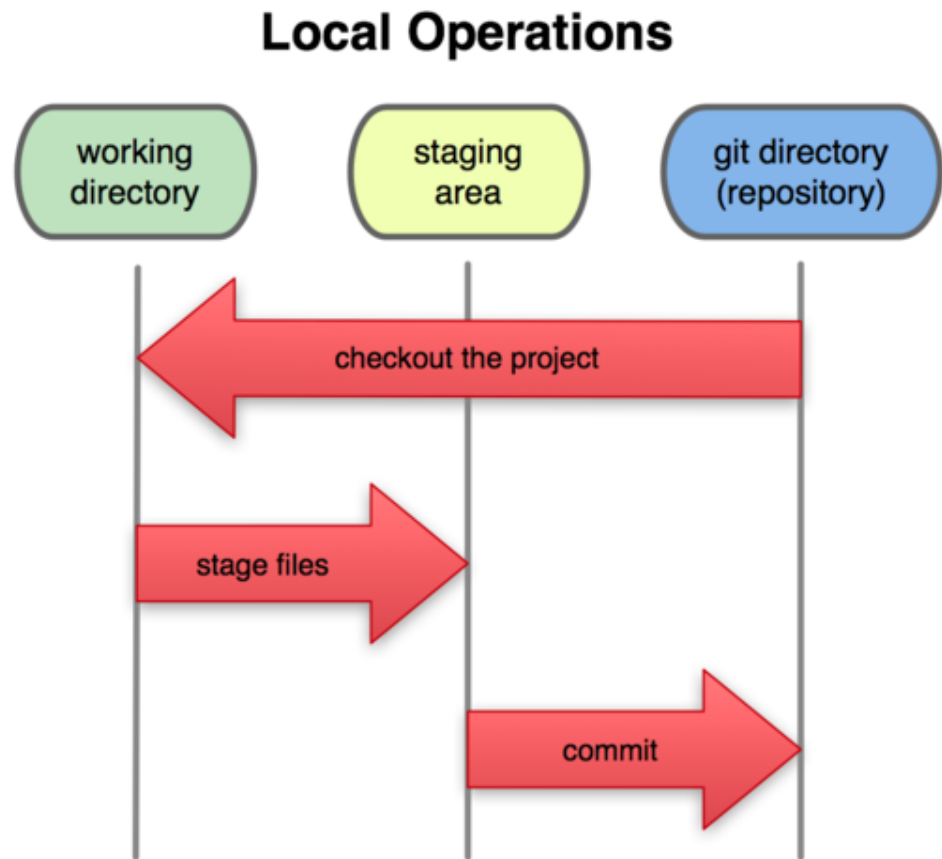 Local Operations
working
directory
staging
area
git directory
(repository)
checkout the project
stage files
commit